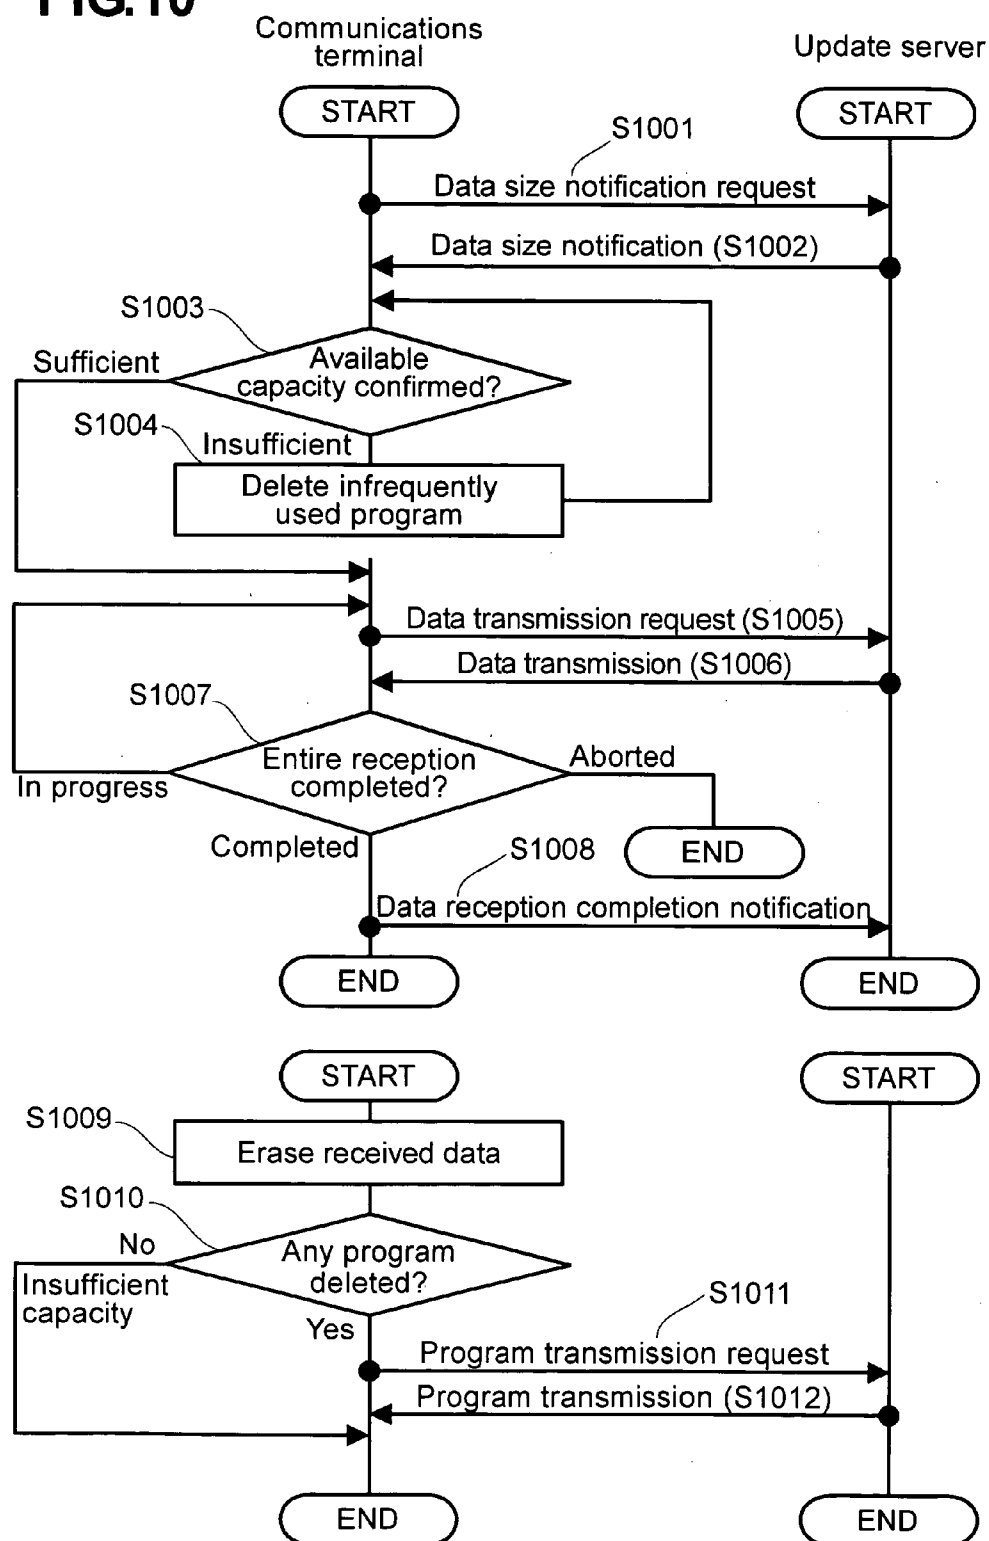 FIG.10
Communications
terminal
Update server
START
START
S1001
Data size notification request
Data size notification (S1002)
S1003
Sufficient
Available
capacity confirmed?
S1004
Insufficient
Delete infrequently
used program
Data transmission request (S1005)
Data transmission (S1006)
S1007
Entire reception
completed?
Aborted
In progress
END
Completed
S1008
Data reception completion notification
END
END
START
START
S1009
Erase received data
S1010
No
Any program
deleted?
Insufficient
capacity
Yes
S1011
Program transmission request
Program transmission (S1012)
END
END